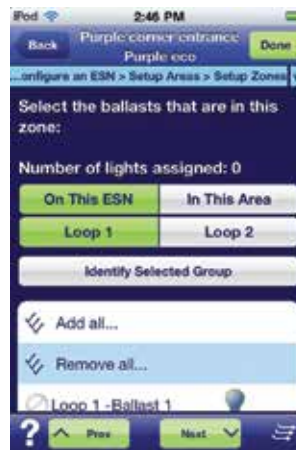 iPod 2:46 PM
Back Purple corner entrance Done
Purple eco
...onfigure an ESN > Setup Areas > Setup Zones
Select the ballasts that are in this
zone:
Number of lights assigned: 0
On This ESN In This Area
Loop 1 Loop 2
Identify Selected Group
Add all...
Remove all...
Loop 1 -Ballast 1
? Prev Next